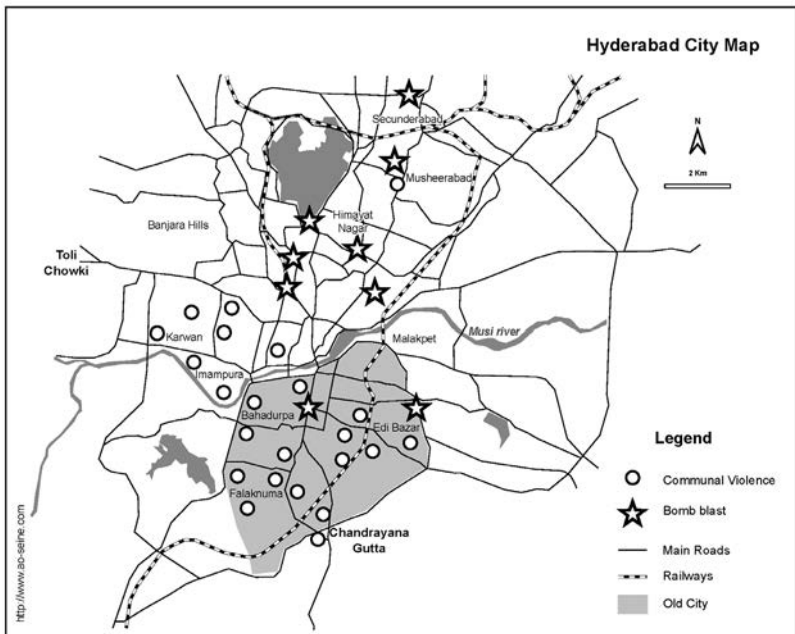 Hyderabad City Map
Secunderabad
N
Musheerabad
2 Km
Himayat
Nagar
Banjara Hills
Toli
Chowki
Musi river
Karwan
Malakpet
Imampura
Bahadurpa
Edi Bazar
Falaknuma
Chandrayana
Gutta
Legend
Communal Violence
Bomb blast
Main Roads
Railways
Old City
http://www.ao-seine.com